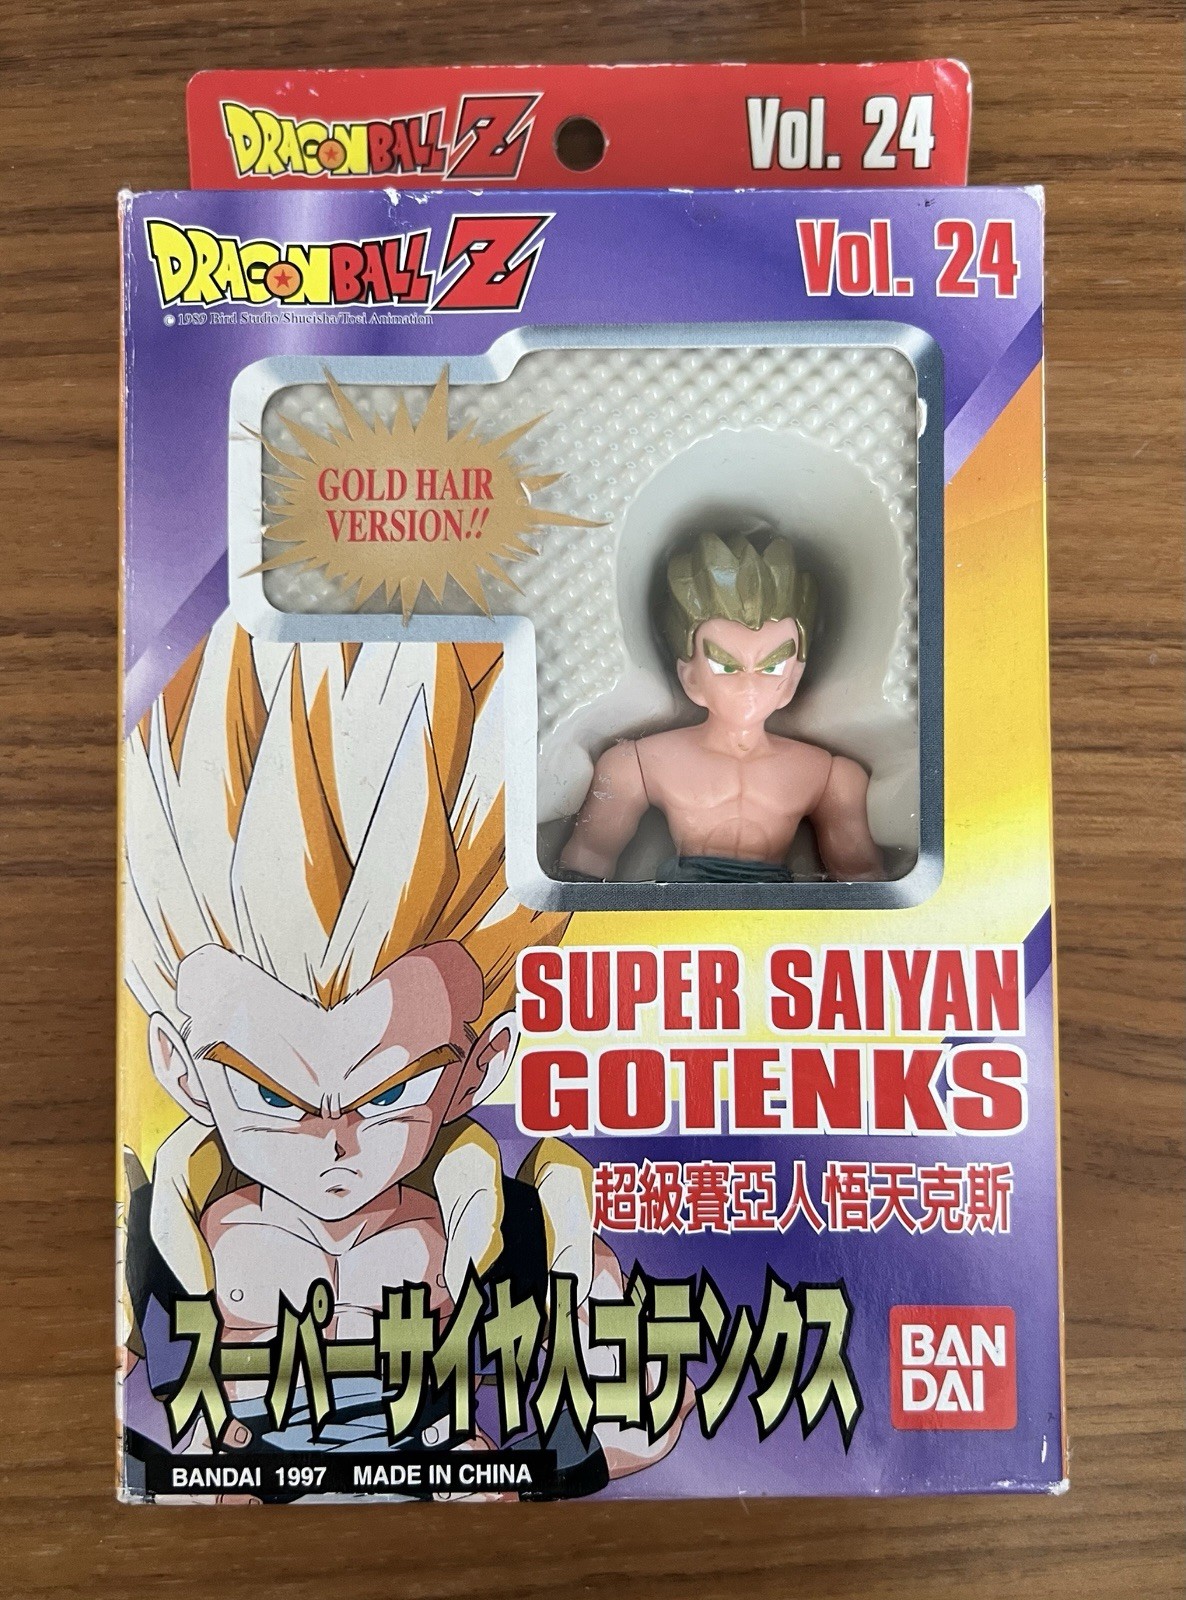 DRAGONBALL Z
Vol. 24
DRAGONBALL Z
Vol. 24
© 1989 Bird Studio/Shueisha/Toei Animation
GOLD HAIR
VERSION!!
SUPER SAIYAN
GOTENKS
超級賽亞人悟天克斯
スーパーサイヤ人ゴテンクス
BAN
DAI
BANDAI 1997 MADE IN CHINA